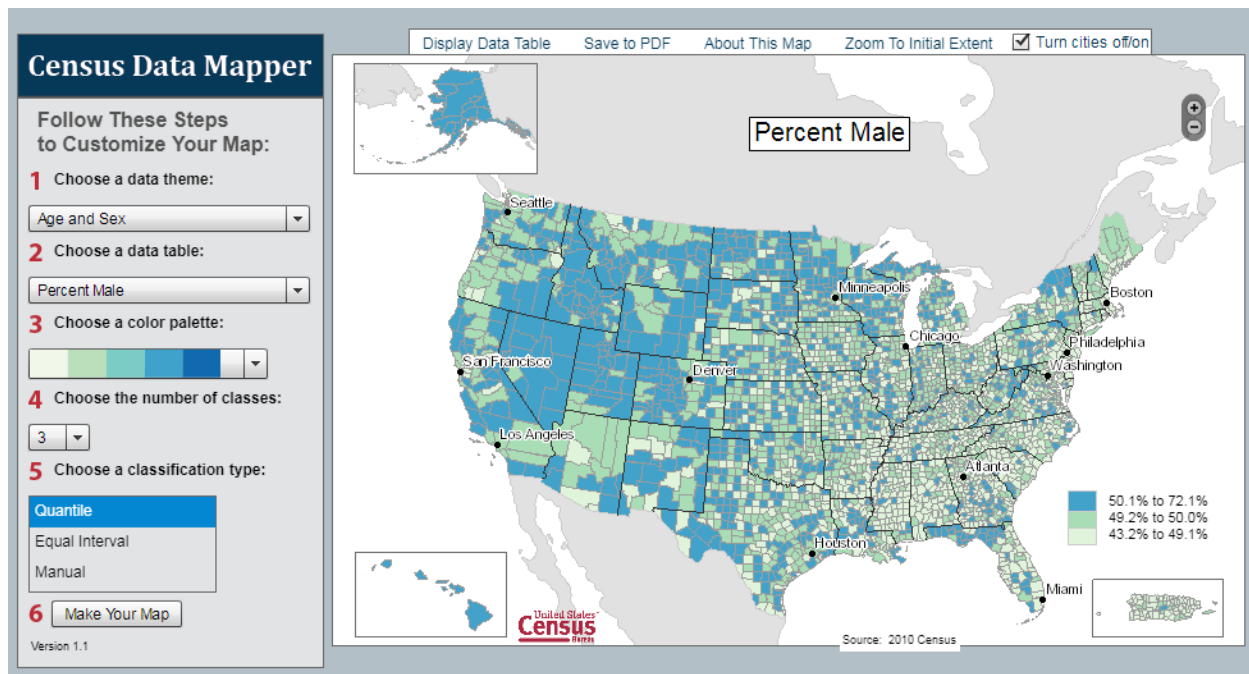 Display Data Table Save to PDF About This Map Zoom To Initial Extent Turn cities off/on
Census Data Mapper
Follow These Steps
to Customize Your Map:
1 Choose a data theme:
Age and Sex
2 Choose a data table:
Percent Male
3 Choose a color palette:
4 Choose the number of classes:
3
5 Choose a classification type:
Quantile
Equal Interval
Manual
6 Make Your Map
Version 1.1
Percent Male
Seattle
Minneapolis
Boston
Chicago
Philadelphia
San Francisco
Washington
Denver
Los Angeles
Atlanta
50.1% to 72.1%
49.2% to 50.0%
43.2% to 49.1%
Houston
Miami
United States
Census
Bureau
Source: 2010 Census